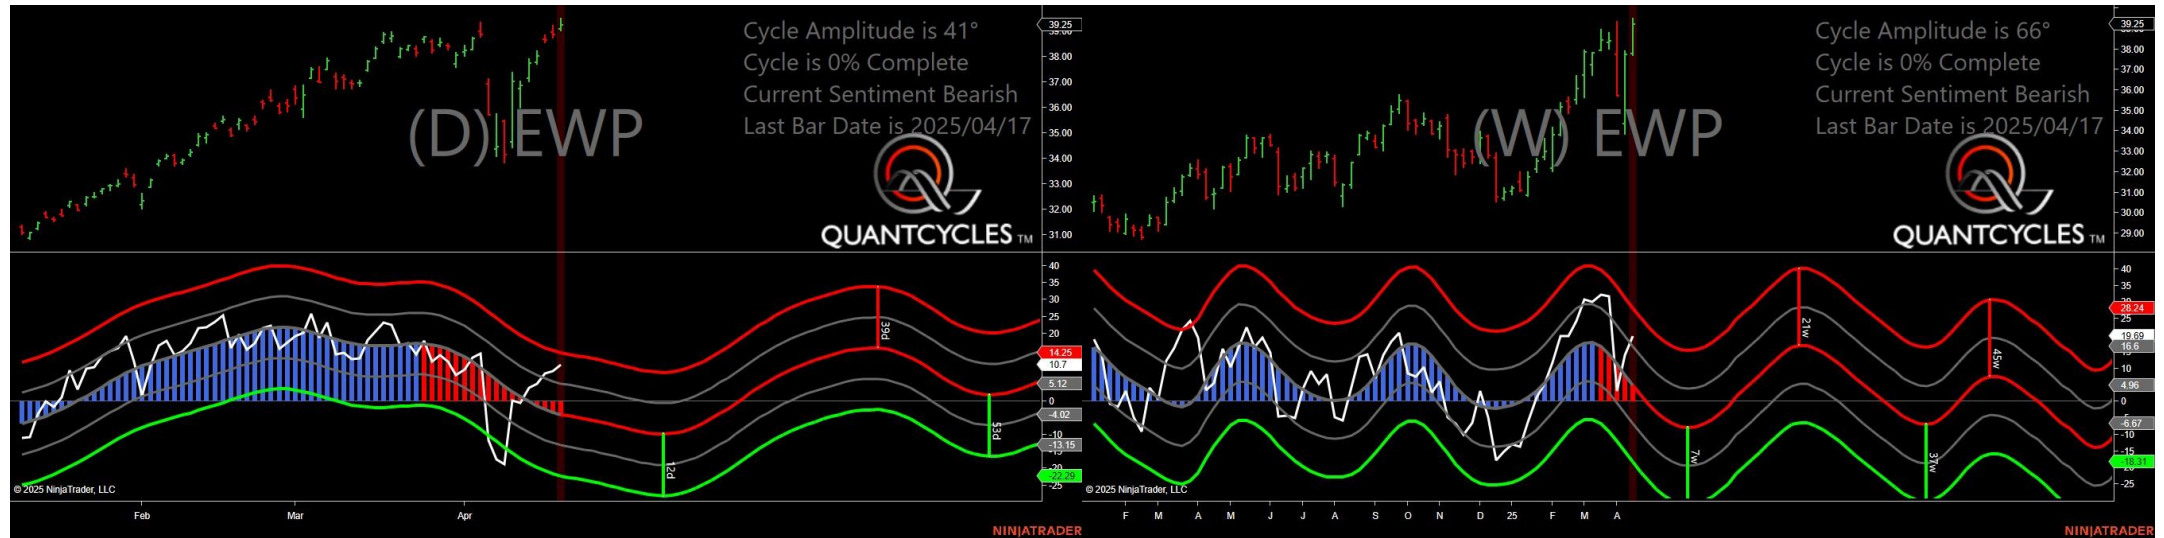 Cycle Amplitude is 41°
Cycle is 0% Complete
Current Sentiment Bearish
Last Bar Date is 2025/04/17
(D) EWP
QUANTCYCLES TM
39.25
38.00
37.00
36.00
35.00
34.00
33.00
32.00
31.00
40
35
30
25
20
14.25
10.7
5.12
0
-4.02
-10
-13.15
-22.29
-25
39d
53d
12d
© 2025 NinjaTrader, LLC
Feb Mar Apr
NINJATRADER
Cycle Amplitude is 66°
Cycle is 0% Complete
Current Sentiment Bearish
Last Bar Date is 2025/04/17
(W) EWP
QUANTCYCLES TM
39.25
38.00
37.00
36.00
35.00
34.00
33.00
32.00
31.00
30.00
29.00
40
35
28.24
25
19.69
16.6
10
4.96
0
-6.67
-10
-15
-18.31
-25
21w
45w
7w
37w
© 2025 NinjaTrader, LLC
F M A M J J A S O N D 25 F M A
NINJATRADER